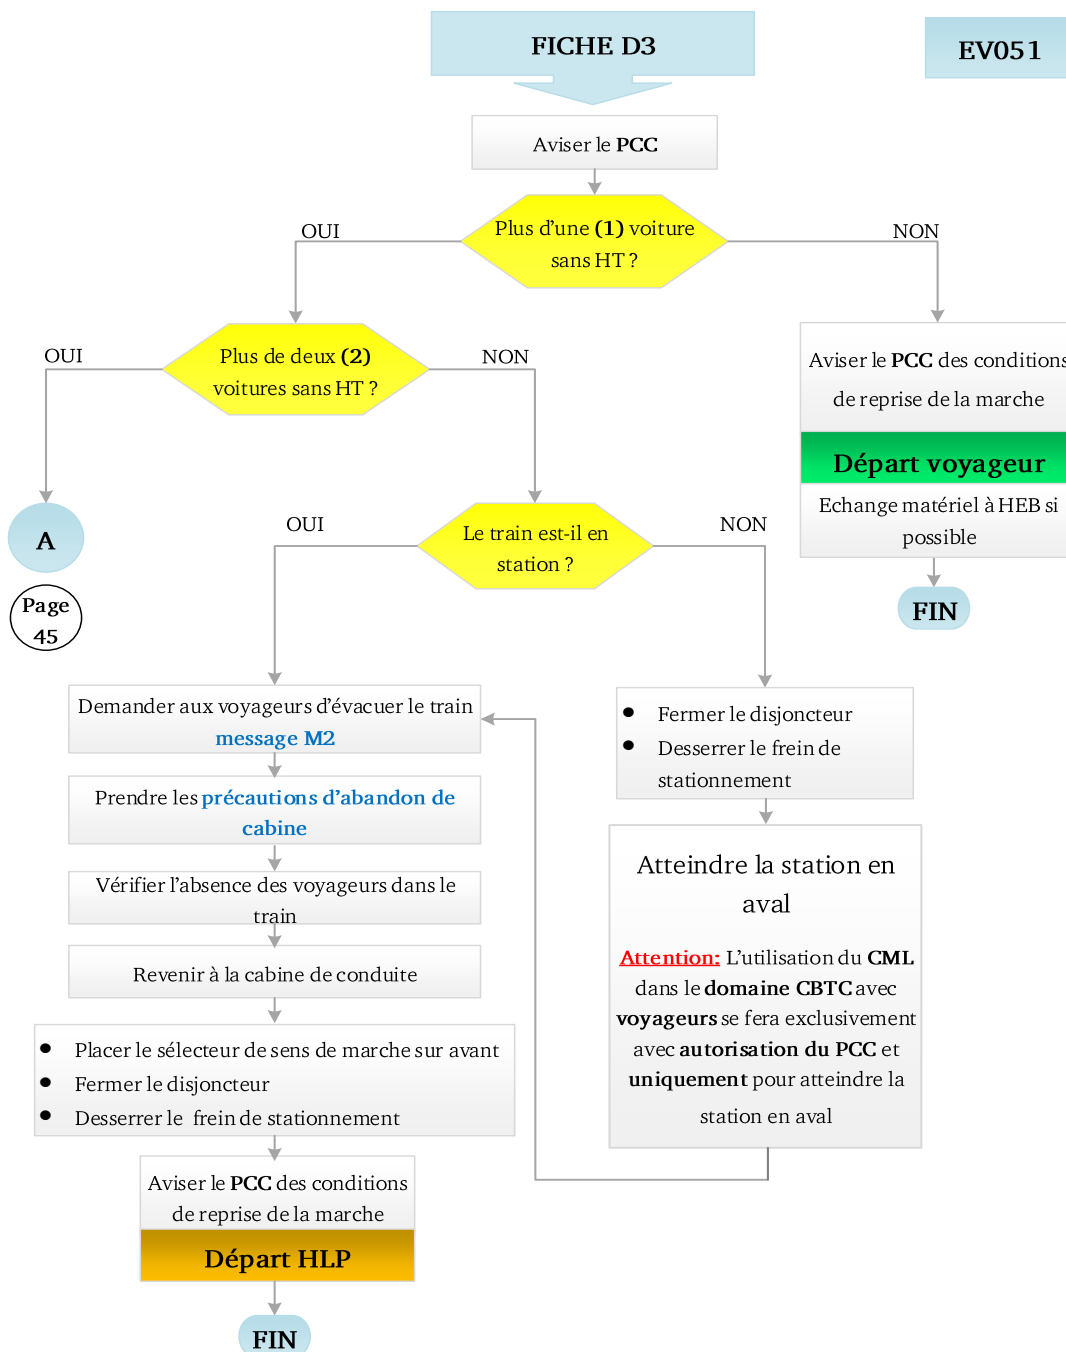 FICHE D3
EV051
Aviser le PCC
Plus d'une (1) voiture
sans HT ?
OUI
NON
Plus de deux (2)
voitures sans HT ?
OUI
NON
Aviser le PCC des conditions
de reprise de la marche
Départ voyageur
Echange matériel à HEB si
possible
FIN
A
Page
45
Le train est-il en
station ?
OUI
NON
Demander aux voyageurs d'évacuer le train
message M2
Prendre les précautions d'abandon de
cabine
Vérifier l'absence des voyageurs dans le
train
Revenir à la cabine de conduite
• Placer le sélecteur de sens de marche sur avant
• Fermer le disjoncteur
• Desserrer le frein de stationnement
Aviser le PCC des conditions
de reprise de la marche
Départ HLP
FIN
• Fermer le disjoncteur
• Desserrer le frein de
stationnement
Atteindre la station en
aval
Attention: L'utilisation du CML
dans le domaine CBTC avec
voyageurs se fera exclusivement
avec autorisation du PCC et
uniquement pour atteindre la
station en aval